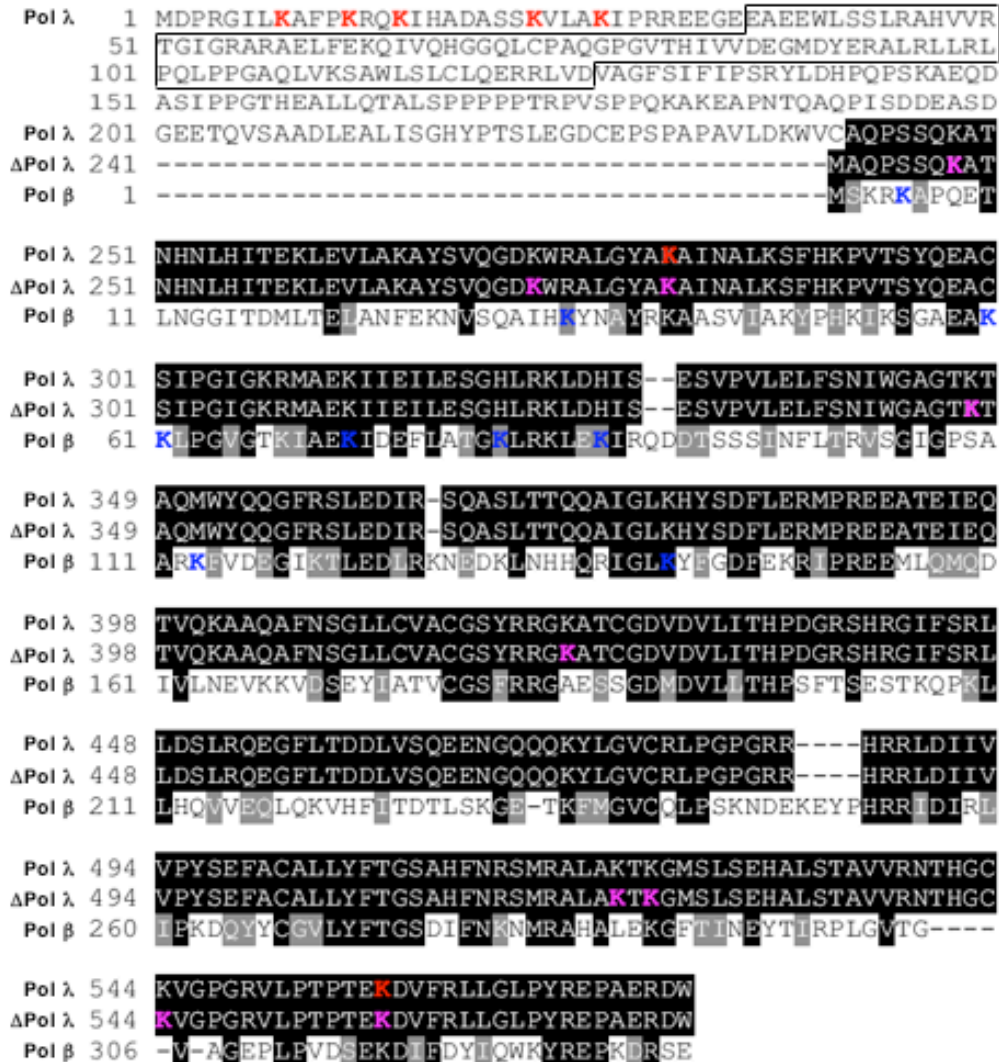 Pol λ 1 MDPRGILKAFPKRQKIHADASSKVLAKIPRREEGEEAEEWLSSLRAHVVR
51 TGIGRARAELFEKQIVQHGGQLCPAQGPGVTHIVVDEGMDYERALRLLRL
101 PQLPPGAQLVKSAWLSLCLQERRLVDVAGFSIFIPSRYLDHPQPSKAEQD
151 ASIPPGTHEALLQTALSPPPPPTRPVSPPQKAKEAPNTQAQPISDDEASD
Pol λ 201 GEETQVSAADLEALISGHYPTSLEGDCEPSPAPAVLDKWVCAQPSSQKAT
ΔPol λ 241 ----------------------------------------MAQPSSQKAT
Pol β 1 ----------------------------------------MSKRKAPQET
Pol λ 251 NHNLHITEKLEVLAKAYSVQGDKWRALGYAKAINALKSFHKPVTSYQEAC
ΔPol λ 251 NHNLHITEKLEVLAKAYSVQGDKWRALGYAKAINALKSFHKPVTSYQEAC
Pol β 11 LNGGITDMLTELANFEKNVSQAIHKYNAYRKAASVIAKYPHKIKSGAEAK
Pol λ 301 SIPGIGKRMAEKIIEILESGHLRKLDHIS--ESVPVLELFSNIWGAGTKT
ΔPol λ 301 SIPGIGKRMAEKIIEILESGHLRKLDHIS--ESVPVLELFSNIWGAGTKT
Pol β 61 KLPGVGTKIAEKIDEFLATGKLRKLEKIRQDDTSSSINFLTRVSGIGPSA
Pol λ 349 AQMWYQQGFRSLEDIR-SQASLTTQQAIGLKHYSDFLERMPREEATEIEQ
ΔPol λ 349 AQMWYQQGFRSLEDIR-SQASLTTQQAIGLKHYSDFLERMPREEATEIEQ
Pol β 111 ARKFVDEGIKTLEDLRKNEDKLNHHQRIGLKYFGDFEKRIPREEMLQMQD
Pol λ 398 TVQKAAQAFNSGLLCVACGSYRRGKATCGDVDVLITHPDGRSHRGIFSRL
ΔPol λ 398 TVQKAAQAFNSGLLCVACGSYRRGKATCGDVDVLITHPDGRSHRGIFSRL
Pol β 161 IVLNEVKKVDSEYIATVCGSFRRGAESSGDMDVLLTHPSFTSESTKQPKL
Pol λ 448 LDSLRQEGFLTDDLVSQEENGQQQKYLGVCRLPGPGRR----HRRLDIIV
ΔPol λ 448 LDSLRQEGFLTDDLVSQEENGQQQKYLGVCRLPGPGRR----HRRLDIIV
Pol β 211 LHQVVEQLQKVHFITDTLSKGE-TKFMGVCQLPSKNDEKEYPHRRIDIRL
Pol λ 494 VPYSEFACALLYFTGSAHFNRSMRALAKTKGMSLSEHALSTAVVRNTHGC
ΔPol λ 494 VPYSEFACALLYFTGSAHFNRSMRALAKTKGMSLSEHALSTAVVRNTHGC
Pol β 260 IPKDQYYCGVLYFTGSDIFNKNMRAHALEKGFTINEYTIRPLGVTG----
Pol λ 544 KVGPGRVLPTPTEKDVFRLLGLPYREPAERDW
ΔPol λ 544 KVGPGRVLPTPTEKDVFRLLGLPYREPAERDW
Pol β 306 -V-AGEPLPVDSEKDIFDYIQWKYREPKDRSE